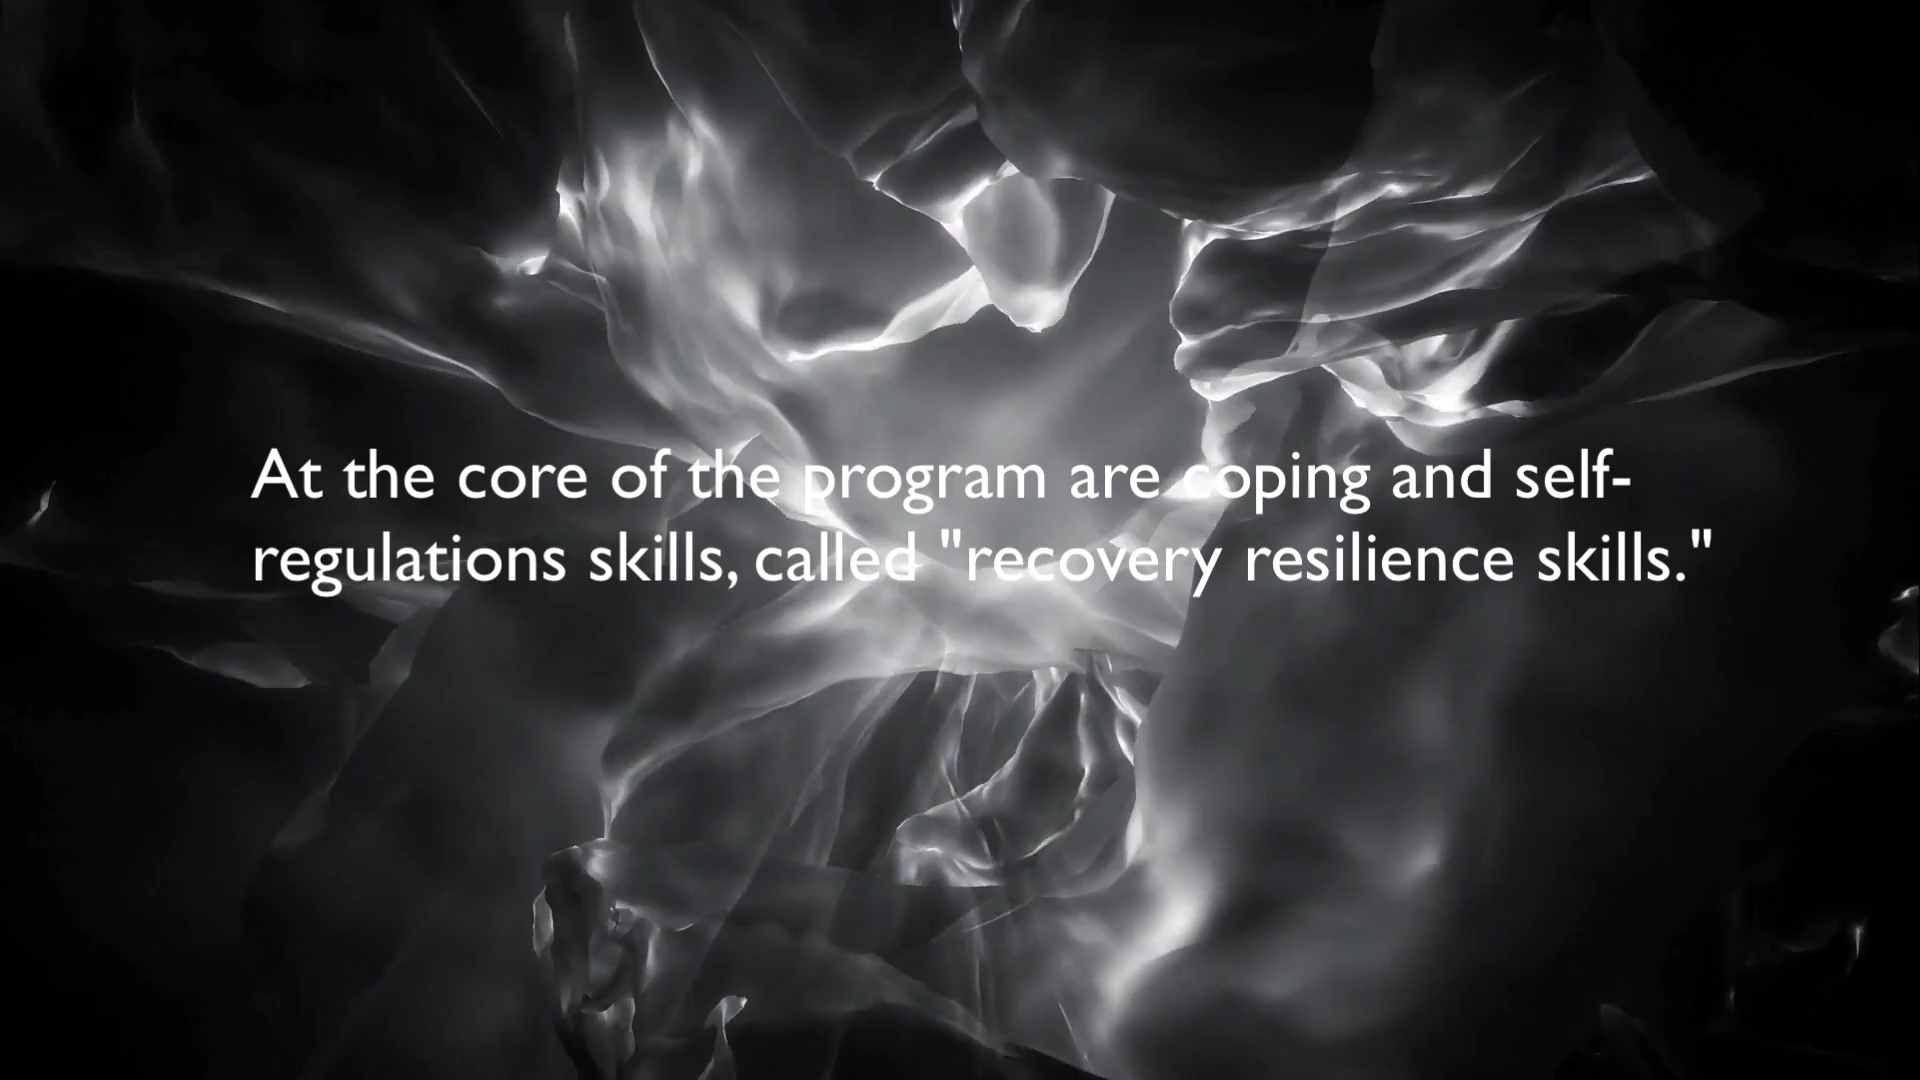 At the core of the program are coping and self-
regulations skills, called "recovery resilience skills."